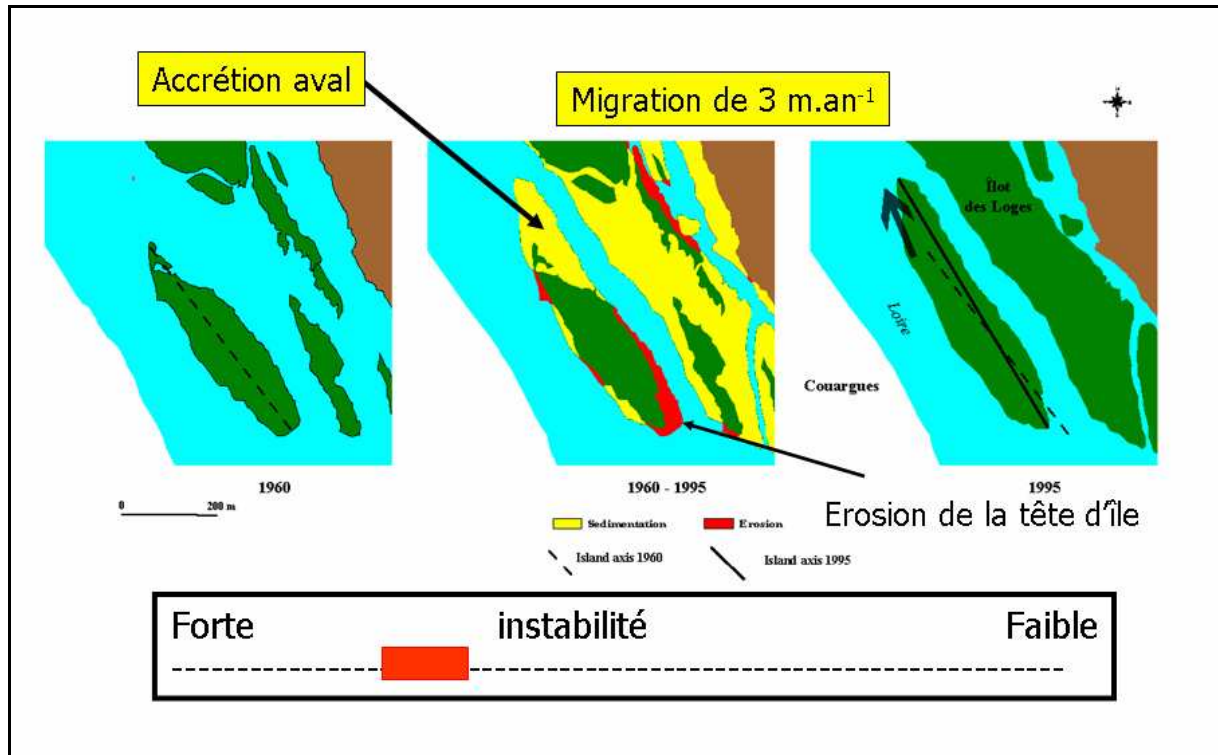 Accrétion aval
Migration de 3 m.an-1
Îlot
des Loges
Loire
Couargues
1960
1960 - 1995
1995
0 200 m
Erosion de la tête d'île
Sedimentation
Erosion
Island axis 1960
Island axis 1995
Forte instabilité Faible